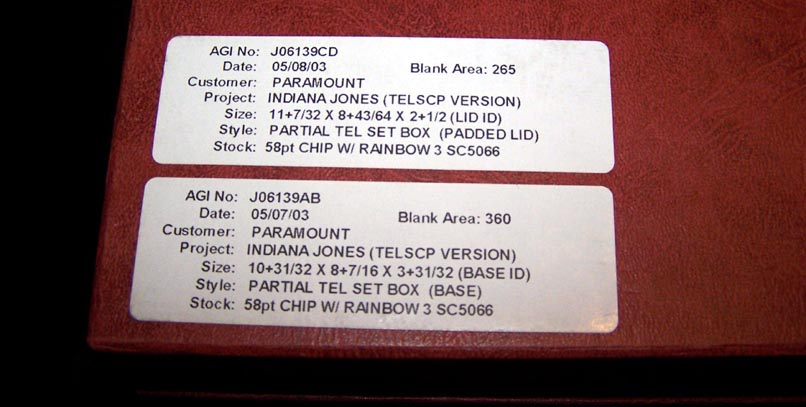 AGI No: J06139CD
Date: 05/08/03 Blank Area: 265
Customer: PARAMOUNT
Project: INDIANA JONES (TELSCP VERSION)
Size: 11+7/32 X 8+43/64 X 2+1/2 (LID ID)
Style: PARTIAL TEL SET BOX (PADDED LID)
Stock: 58pt CHIP W/ RAINBOW 3 SC5066
AGI No: J06139AB
Date: 05/07/03 Blank Area: 360
Customer: PARAMOUNT
Project: INDIANA JONES (TELSCP VERSION)
Size: 10+31/32 X 8+7/16 X 3+31/32 (BASE ID)
Style: PARTIAL TEL SET BOX (BASE)
Stock: 58pt CHIP W/ RAINBOW 3 SC5066